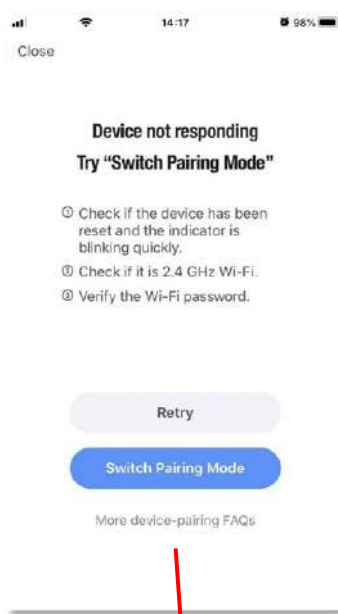 14:17
98%
Close
Device not responding
Try “Switch Pairing Mode”
① Check if the device has been
reset and the indicator is
blinking quickly.
② Check if it is 2.4 GHz Wi-Fi.
③ Verify the Wi-Fi password.
Retry
Switch Pairing Mode
More device-pairing FAQs